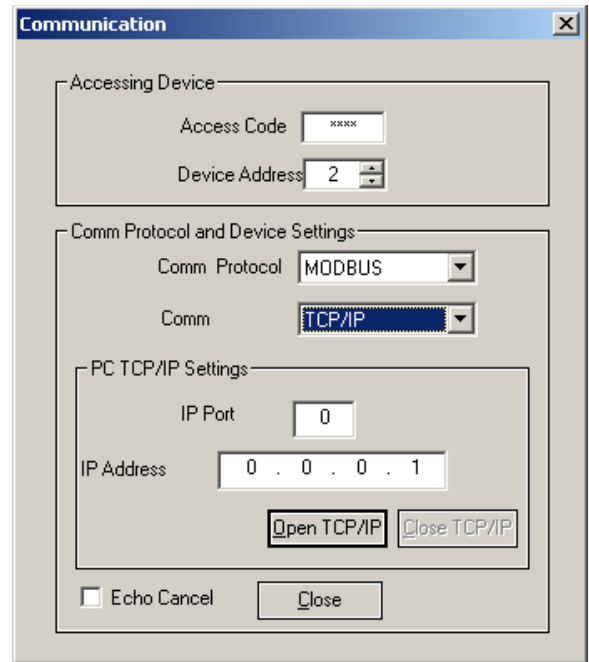 Communication
Accessing Device
Access Code ****
Device Address 2
Comm Protocol and Device Settings
Comm Protocol MODBUS
Comm TCP/IP
PC TCP/IP Settings
IP Port 0
IP Address 0 . 0 . 0 . 1
Open TCP/IP Close TCP/IP
Echo Cancel Close